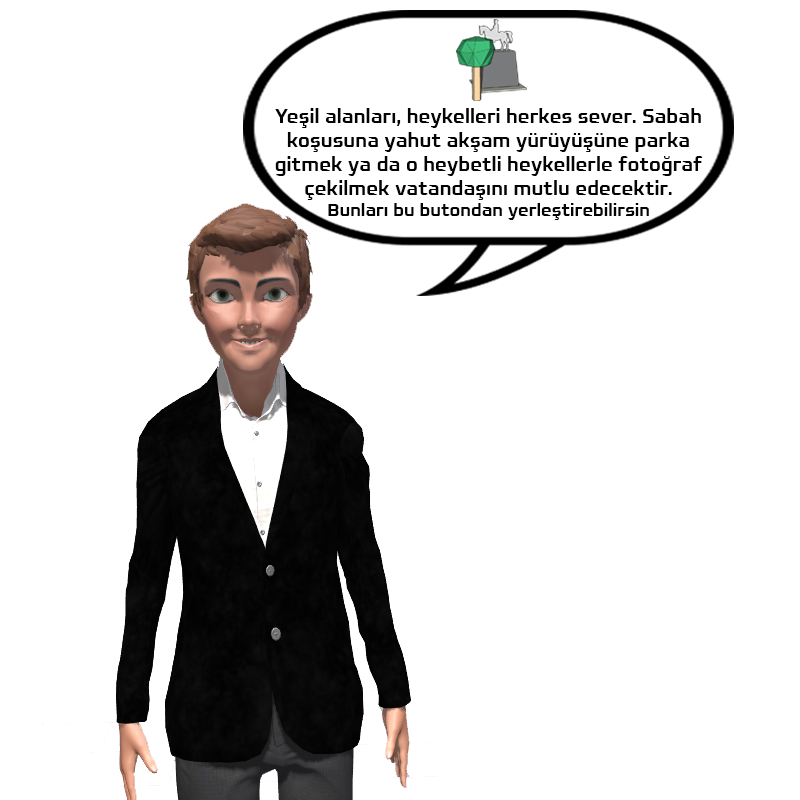 Yeşil alanları, heykelleri herkes sever. Sabah
koşusuna yahut akşam yürüyüşüne parka
gitmek ya da o heybetli heykellerle fotoğraf
çekilmek vatandaşını mutlu edecektir.
Bunları bu butondan yerleştirebilirsin